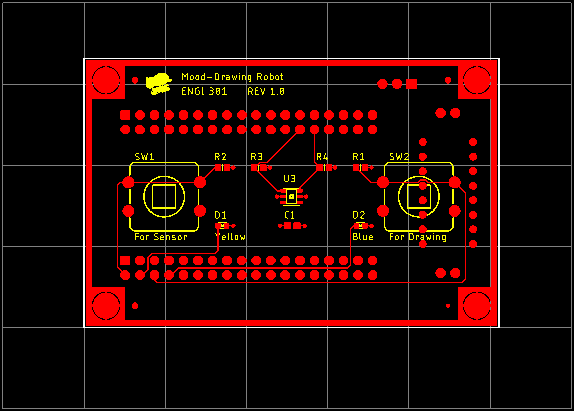 Mood-Drawing Robot
ENGI 301 REV 1.0
SW1 R2 R3 R4 R1 SW2
U3
D1 C1 D2
For Sensor Yellow Blue For Drawing